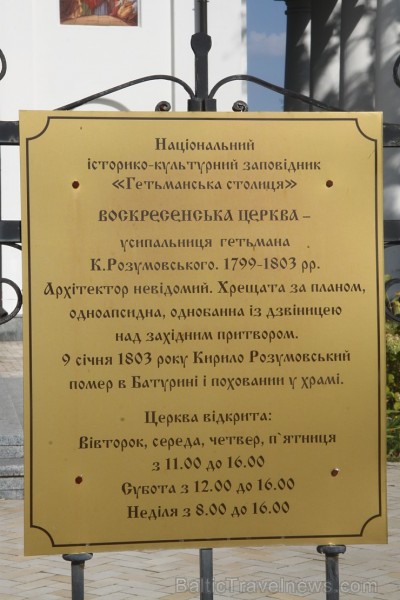 Національний
історико-культурний заповідник
«Гетьманська столиця»
ВОСКРЕСЕНСЬКА ЦЕРКВА –
усипальниця гетьмана
К.Розумовського. 1799-1803 рр.
Архітектор невідомий. Хрещата за планом,
одноапсидна, однобанна із дзвіницею
над західним притвором.
9 січня 1803 року Кирило Розумовський
помер в Батурині і похований у храмі.
Церква відкрита:
Вівторок, середа, четвер, п`ятниця
з 11.00 до 16.00
Субота з 12.00 до 16.00
Неділя з 8.00 до 16.00
BalticTravelnews.com